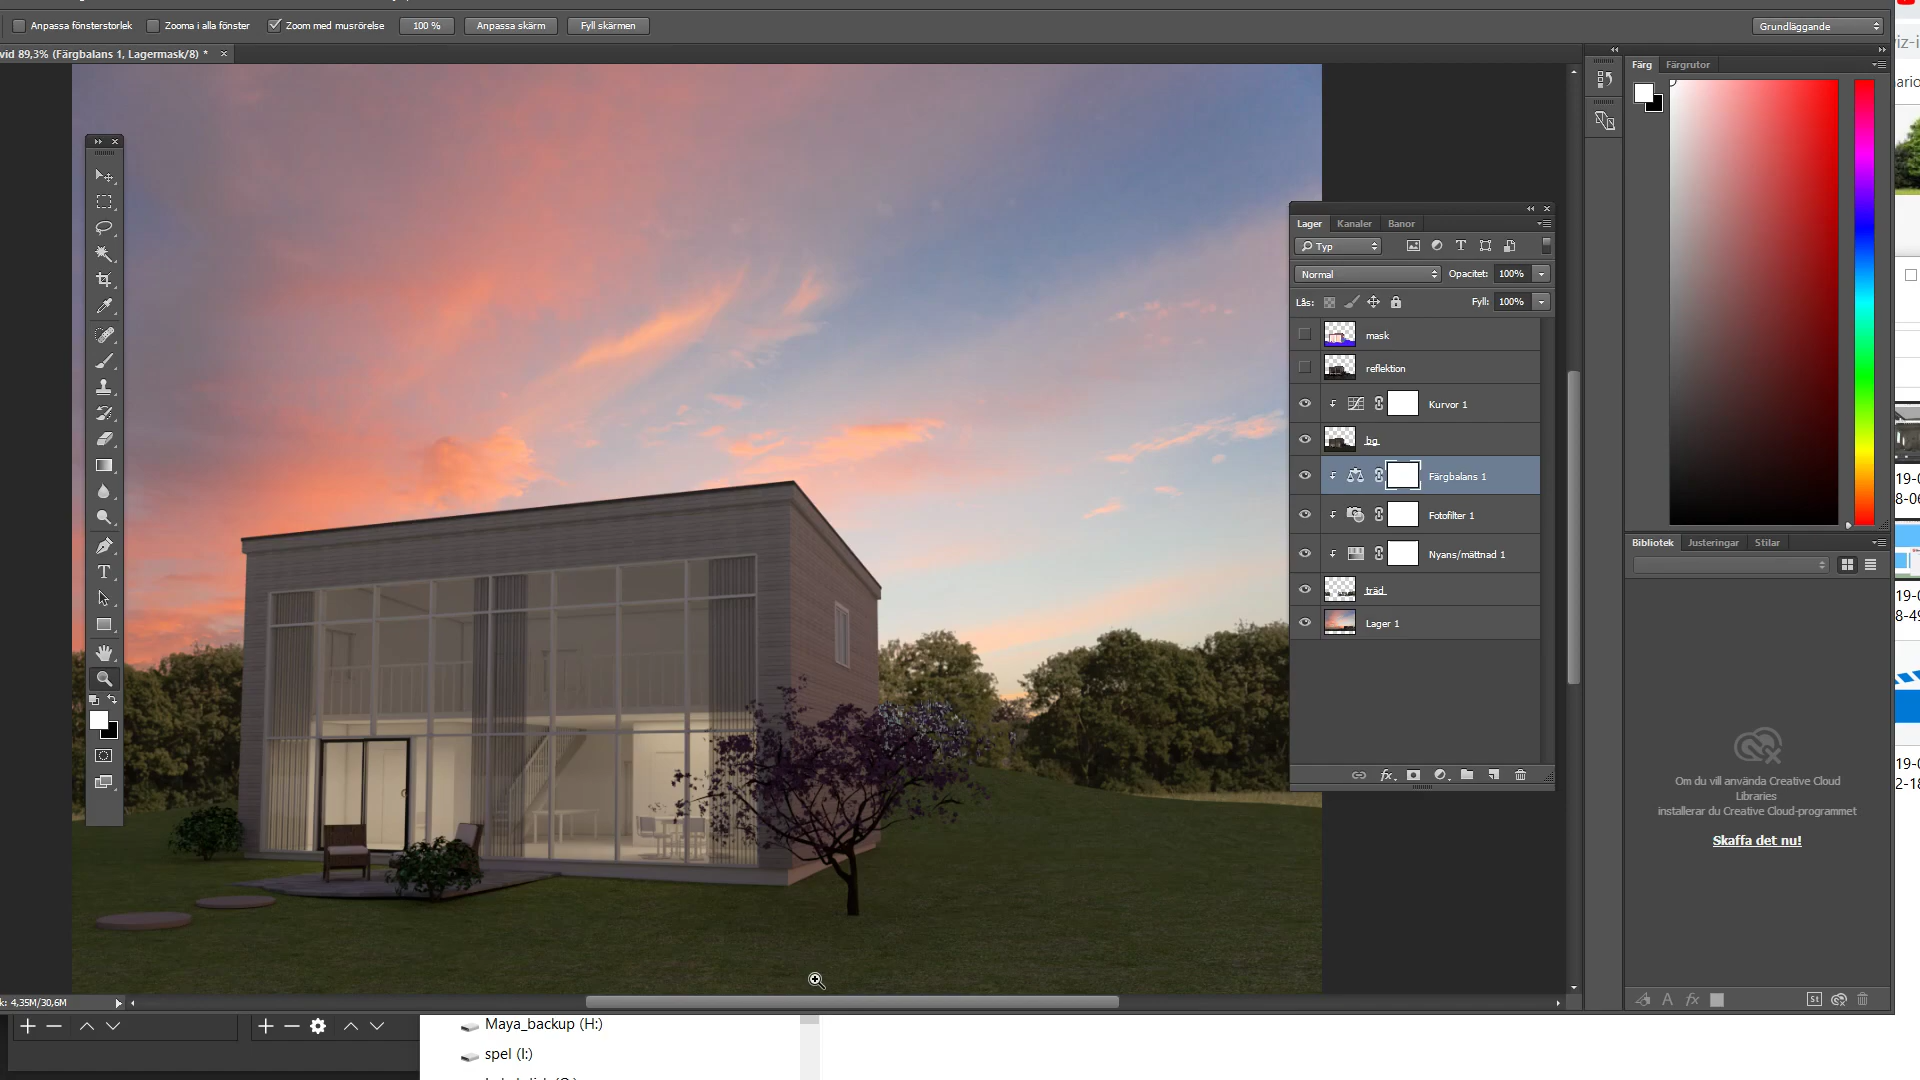 Anpassa fönsterstorlek
Zooma i alla fönster
Zoom med musrörelse
100 %
Anpassa skärm
Fyll skärmen
Grundläggande
vid 89,3% (Färgbalans 1, Lagermask/8) *
Färg
Färgrutor
Lager
Kanaler
Banor
Typ
Normal
Opacitet:
100%
Lås:
Fyll:
100%
mask
reflektion
Kurvor 1
bg
Färgbalans 1
Fotofilter 1
Nyans/mättnad 1
träd
Lager 1
Bibliotek
Justeringar
Stilar
Om du vill använda Creative Cloud
Libraries
installerar du Creative Cloud-programmet
Skaffa det nu!
k: 4,35M/30,6M
Maya_backup (H:)
spel (I:)